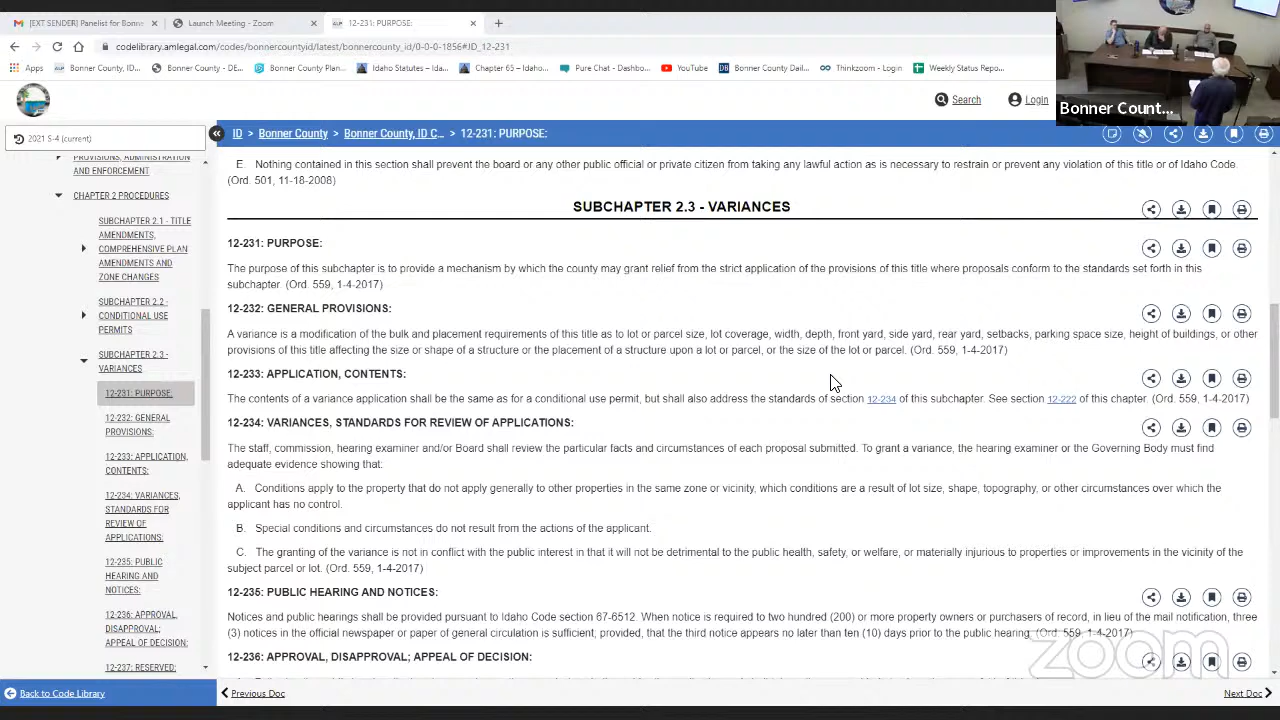 [EXT SENDER] Panelist for Bonne
Launch Meeting - Zoom
12-231: PURPOSE:
codelibrary.amlegal.com/codes/bonnercountyid/latest/bonnercounty_id/0-0-0-1856#JD_12-231
Apps
Bonner County, ID...
Bonner County - DE...
Bonner County Plan...
Idaho Statutes – Ida...
Chapter 65 – Idaho...
Pure Chat - Dashbo...
YouTube
Bonner County Dail...
Thinkzoom - Login
Weekly Status Repo...
Bonner Count...
Search
Login
2021 S-4 (current)
ID > Bonner County > Bonner County, ID C... > 12-231: PURPOSE:
PROVISIONS, ADMINISTRATION
AND ENFORCEMENT
CHAPTER 2 PROCEDURES
SUBCHAPTER 2.1 - TITLE
AMENDMENTS,
COMPREHENSIVE PLAN
AMENDMENTS AND
ZONE CHANGES
SUBCHAPTER 2.2 -
CONDITIONAL USE
PERMITS
SUBCHAPTER 2.3 -
VARIANCES
12-231: PURPOSE:
12-232: GENERAL
PROVISIONS:
12-233: APPLICATION,
CONTENTS:
12-234: VARIANCES,
STANDARDS FOR
REVIEW OF
APPLICATIONS:
12-235: PUBLIC
HEARING AND
NOTICES:
12-236: APPROVAL,
DISAPPROVAL;
APPEAL OF DECISION:
12-237: RESERVED:
Back to Code Library
E. Nothing contained in this section shall prevent the board or any other public official or private citizen from taking any lawful action as is necessary to restrain or prevent any violation of this title or of Idaho Code.
(Ord. 501, 11-18-2008)
SUBCHAPTER 2.3 - VARIANCES
12-231: PURPOSE:
The purpose of this subchapter is to provide a mechanism by which the county may grant relief from the strict application of the provisions of this title where proposals conform to the standards set forth in this
subchapter. (Ord. 559, 1-4-2017)
12-232: GENERAL PROVISIONS:
A variance is a modification of the bulk and placement requirements of this title as to lot or parcel size, lot coverage, width, depth, front yard, side yard, rear yard, setbacks, parking space size, height of buildings, or other
provisions of this title affecting the size or shape of a structure or the placement of a structure upon a lot or parcel, or the size of the lot or parcel. (Ord. 559, 1-4-2017)
12-233: APPLICATION, CONTENTS:
The contents of a variance application shall be the same as for a conditional use permit, but shall also address the standards of section 12-234 of this subchapter. See section 12-222 of this chapter. (Ord. 559, 1-4-2017)
12-234: VARIANCES, STANDARDS FOR REVIEW OF APPLICATIONS:
The staff, commission, hearing examiner and/or Board shall review the particular facts and circumstances of each proposal submitted. To grant a variance, the hearing examiner or the Governing Body must find
adequate evidence showing that:
A. Conditions apply to the property that do not apply generally to other properties in the same zone or vicinity, which conditions are a result of lot size, shape, topography, or other circumstances over which the
applicant has no control.
B. Special conditions and circumstances do not result from the actions of the applicant.
C. The granting of the variance is not in conflict with the public interest in that it will not be detrimental to the public health, safety, or welfare, or materially injurious to properties or improvements in the vicinity of the
subject parcel or lot. (Ord. 559, 1-4-2017)
12-235: PUBLIC HEARING AND NOTICES:
Notices and public hearings shall be provided pursuant to Idaho Code section 67-6512. When notice is required to two hundred (200) or more property owners or purchasers of record, in lieu of the mail notification, three
(3) notices in the official newspaper or paper of general circulation is sufficient, provided, that the third notice appears no later than ten (10) days prior to the public hearing. (Ord. 559, 1-4-2017)
12-236: APPROVAL, DISAPPROVAL; APPEAL OF DECISION:
zoom
Previous Doc
Next Doc